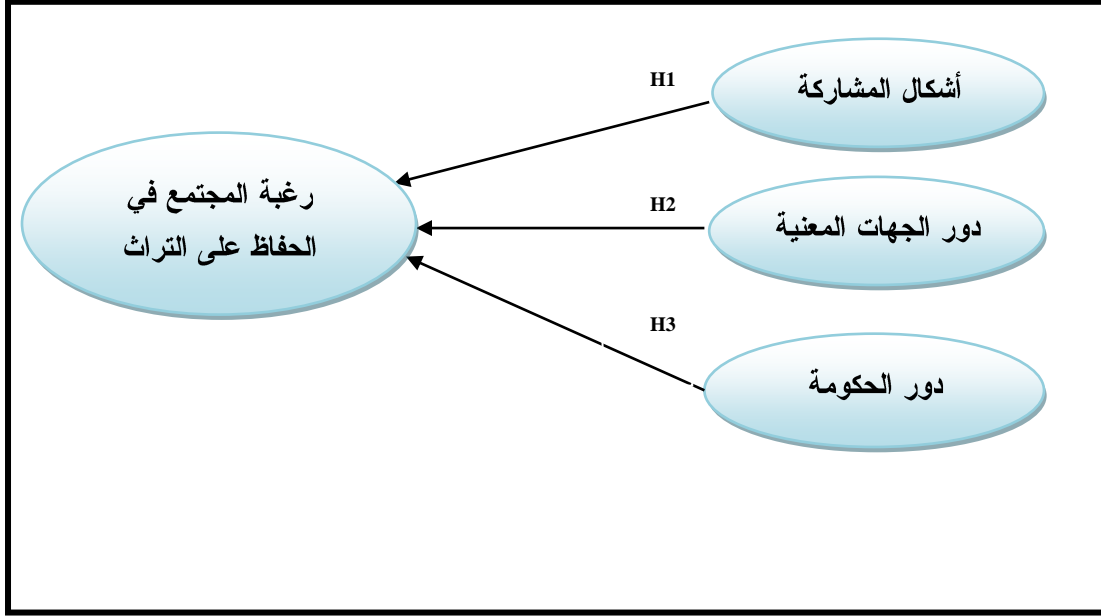 أشكال المشاركة
H1
دور الجهات المعنية
H2
دور الحكومة
H3
رغبة المجتمع في
الحفاظ على التراث